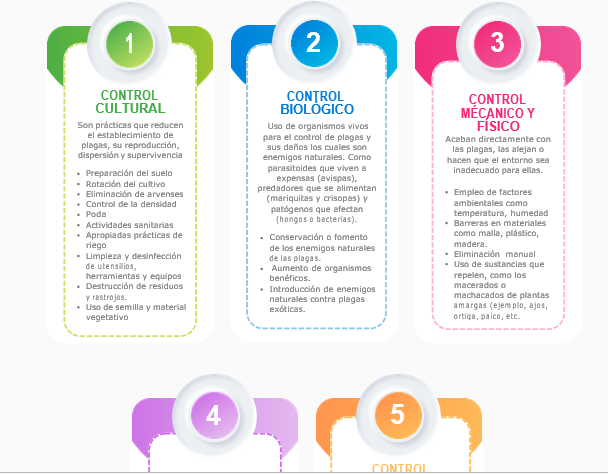 1
CONTROL
CULTURAL
Son prácticas que reducen
el establecimiento de
plagas, su reproducción,
dispersión y supervivencia
• Preparación del suelo
• Rotación del cultivo
• Eliminación de arvenses
• Control de la densidad
• Poda
• Actividades sanitarias
• Apropiadas prácticas de
riego
• Limpieza y desinfección
de utensilios,
herramientas y equipos
• Destrucción de residuos
y rastrojos.
• Uso de semilla y material
vegetativo
2
CONTROL
BIOLÓGICO
Uso de organismos vivos
para el control de plagas y
sus daños los cuales son
enemigos naturales. Como
parasitoides que viven a
expensas (avispas),
predadores que se alimentan
(mariquitas y crisopas) y
patógenos que afectan
(hongos o bacterias).
• Conservación o fomento
de los enemigos naturales
de las plagas.
• Aumento de organismos
benéficos.
• Introducción de enemigos
naturales contra plagas
exóticas.
3
CONTROL
MÉCANICO Y
FÍSICO
Acaban directamente con
las plagas, las alejan o
hacen que el entorno sea
inadecuado para ellas.
• Empleo de factores
ambientales como
temperatura, humedad
• Barreras en materiales
como malla, plástico,
madera.
• Eliminación manual
• Uso de sustancias que
repelen, como los
macerados o
machacados de plantas
amargas (ejemplo, ajos,
ortiga, paico, etc.
4
5
CONTROL